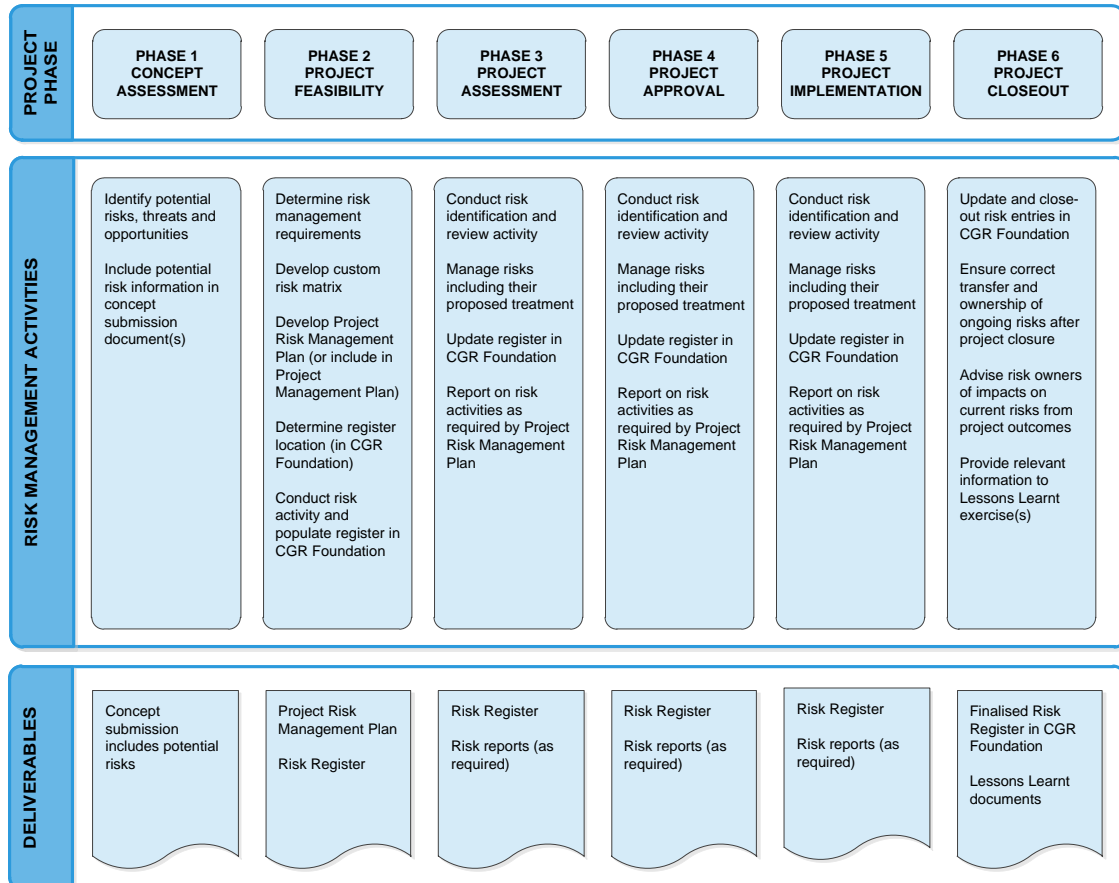 PROJECT
PHASE
PHASE 1
CONCEPT
ASSESSMENT
PHASE 2
PROJECT
FEASIBILITY
PHASE 3
PROJECT
ASSESSMENT
PHASE 4
PROJECT
APPROVAL
PHASE 5
PROJECT
IMPLEMENTATION
PHASE 6
PROJECT
CLOSEOUT
RISK MANAGEMENT ACTIVITIES
Identify potential
risks, threats and
opportunities
Include potential
risk information in
concept
submission
document(s)
Determine risk
management
requirements
Develop custom
risk matrix
Develop Project
Risk Management
Plan (or include in
Project
Management Plan)
Determine register
location (in CGR
Foundation)
Conduct risk
activity and
populate register in
CGR Foundation
Conduct risk
identification and
review activity
Manage risks
including their
proposed treatment
Update register in
CGR Foundation
Report on risk
activities as
required by Project
Risk Management
Plan
Conduct risk
identification and
review activity
Manage risks
including their
proposed treatment
Update register in
CGR Foundation
Report on risk
activities as
required by Project
Risk Management
Plan
Conduct risk
identification and
review activity
Manage risks
including their
proposed treatment
Update register in
CGR Foundation
Report on risk
activities as
required by Project
Risk Management
Plan
Update and close-
out risk entries in
CGR Foundation
Ensure correct
transfer and
ownership of
ongoing risks after
project closure
Advise risk owners
of impacts on
current risks from
project outcomes
Provide relevant
information to
Lessons Learnt
exercise(s)
DELIVERABLES
Concept
submission
includes potential
risks
Project Risk
Management Plan
Risk Register
Risk Register
Risk reports (as
required)
Risk Register
Risk reports (as
required)
Risk Register
Risk reports (as
required)
Finalised Risk
Register in CGR
Foundation
Lessons Learnt
documents